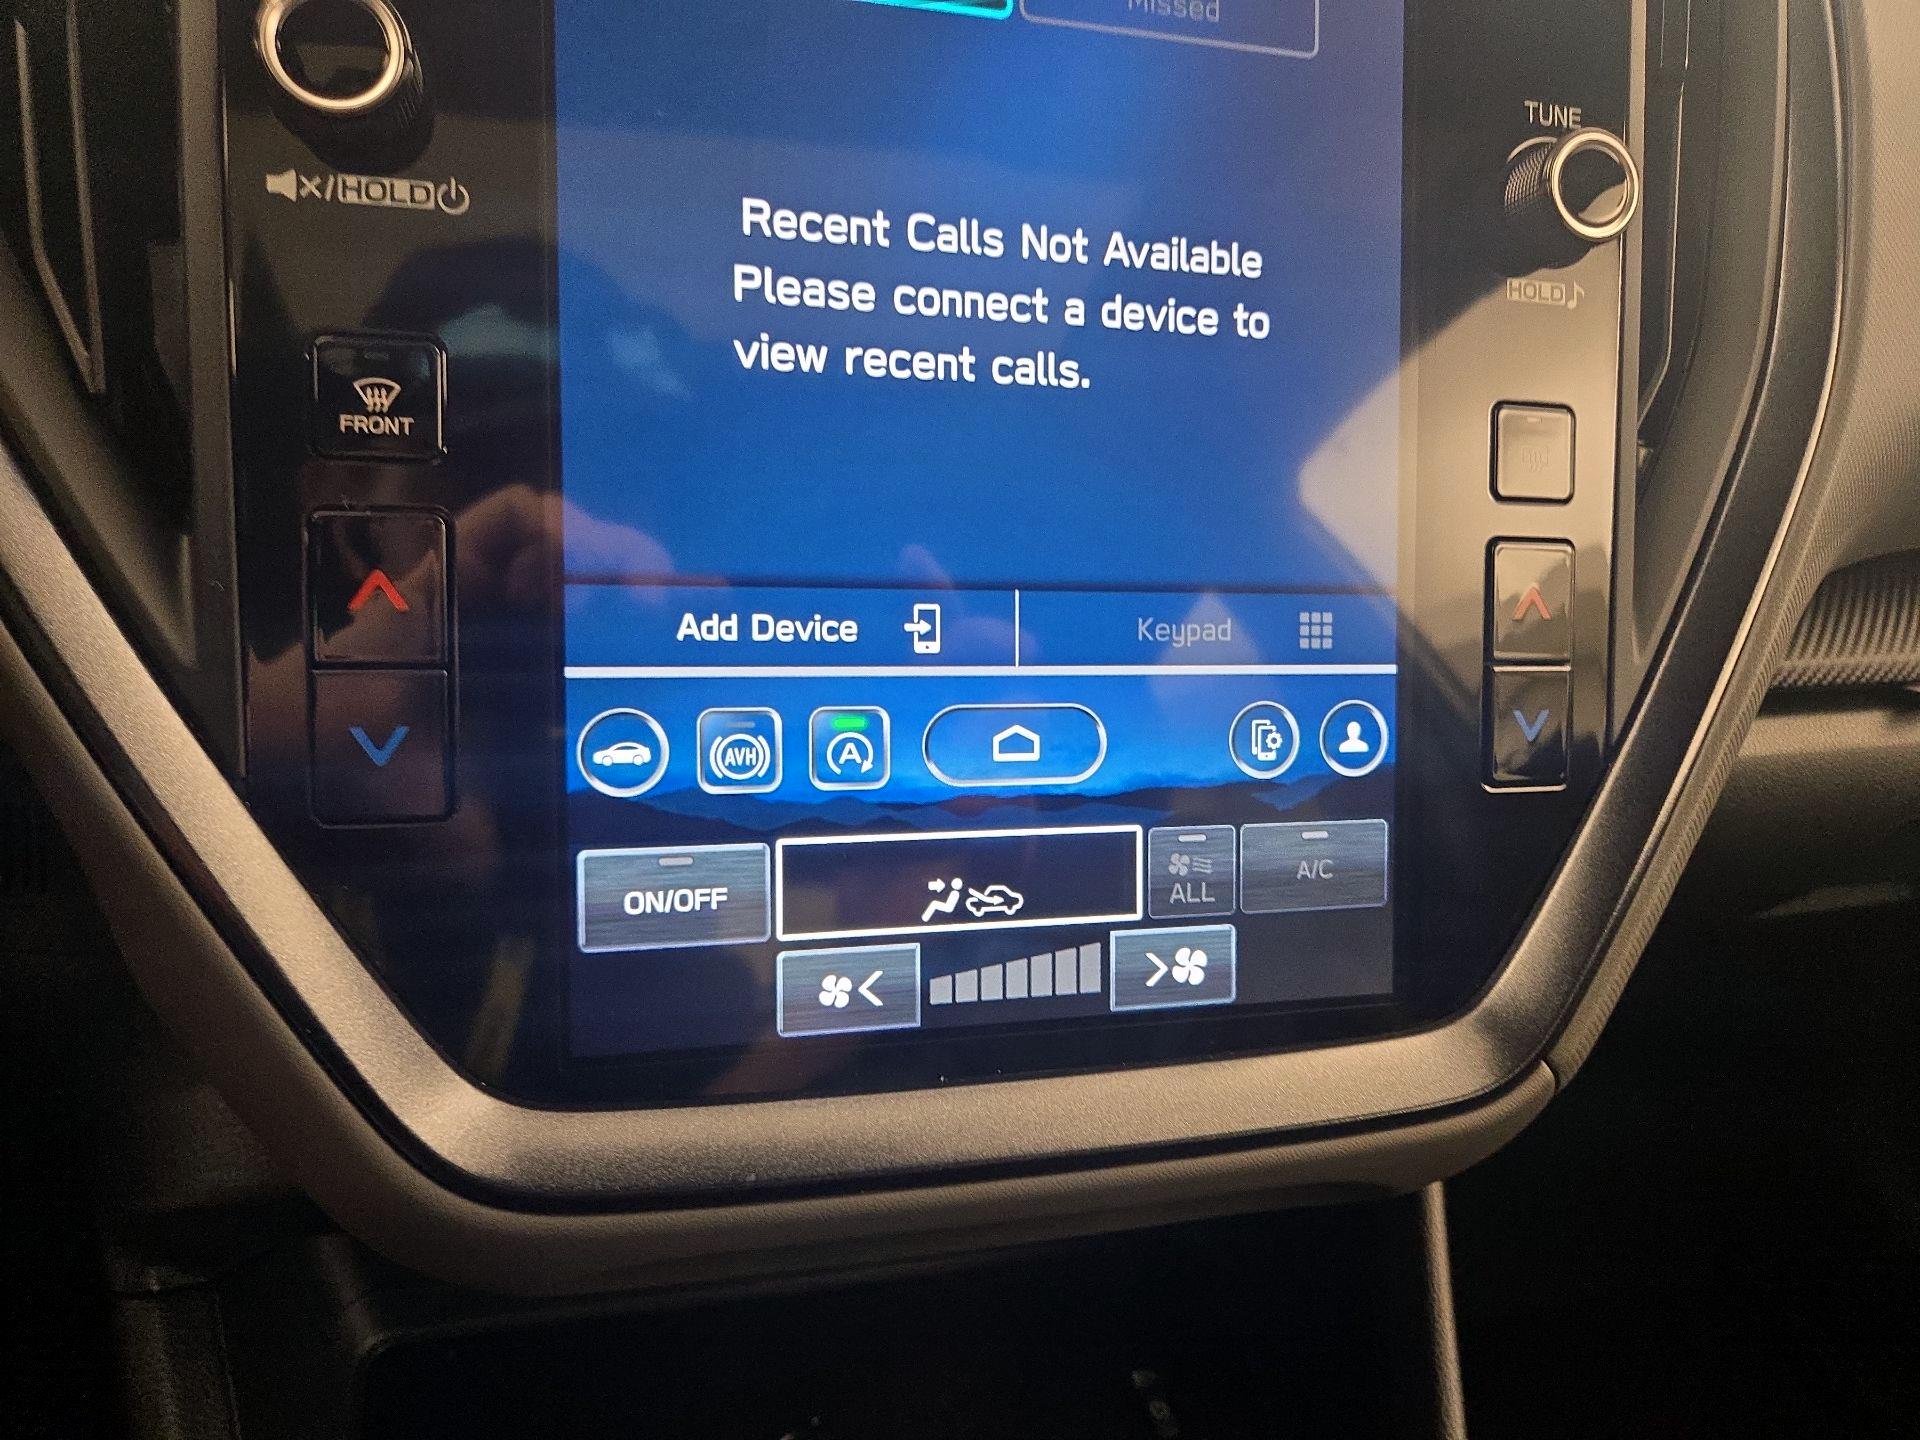 Missed
TUNE
/HOLD
Recent Calls Not Available
Please connect a device to
view recent calls.
HOLD
FRONT
Add Device
Keypad
AVH
A
ON/OFF
ALL
A/C